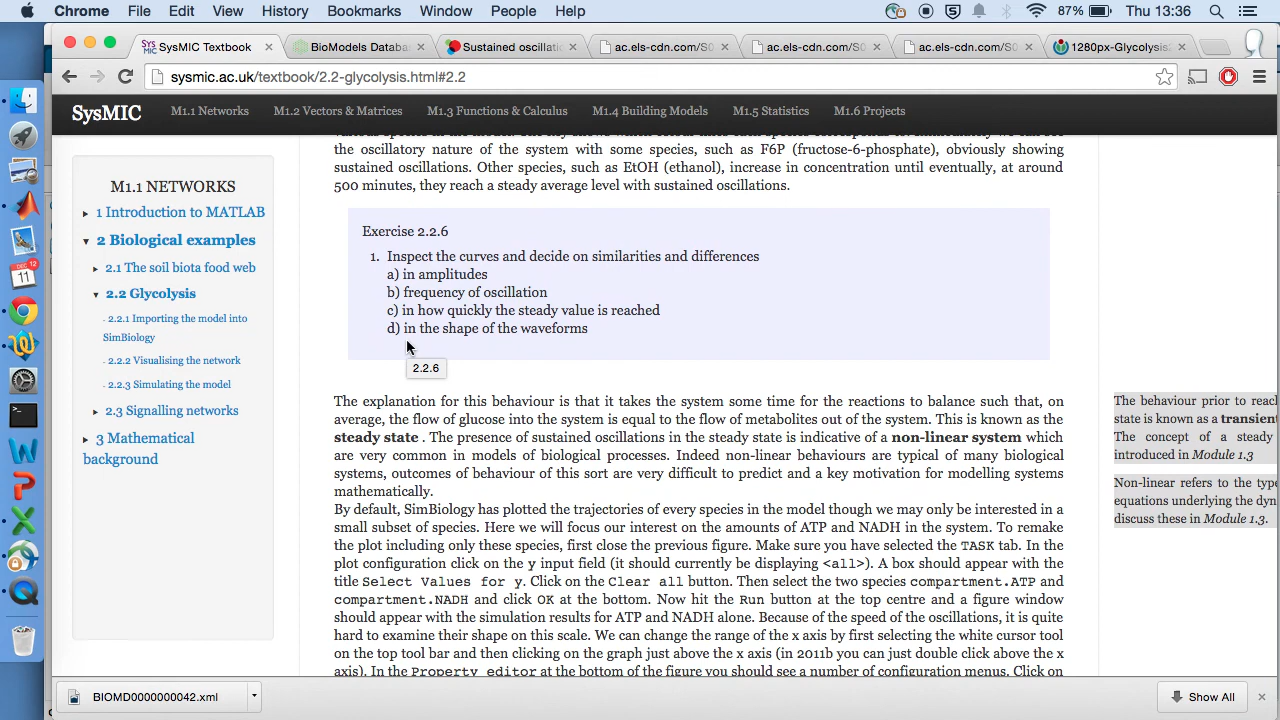 Chrome File Edit View History Bookmarks Window People Help 87% Thu 13:36
SysMIC Textbook BioModels Databa Sustained oscillatio ac.els-cdn.com/S0 ac.els-cdn.com/S0 ac.els-cdn.com/S0 1280px-Glycolysis2
sysmic.ac.uk/textbook/2.2-glycolysis.html#2.2
SysMIC M1.1 Networks M1.2 Vectors & Matrices M1.3 Functions & Calculus M1.4 Building Models M1.5 Statistics M1.6 Projects
M1.1 NETWORKS
1 Introduction to MATLAB
2 Biological examples
2.1 The soil biota food web
2.2 Glycolysis
2.2.1 Importing the model into
SimBiology
2.2.2 Visualising the network
2.2.3 Simulating the model
2.3 Signalling networks
3 Mathematical
background
the oscillatory nature of the system with some species, such as F6P (fructose-6-phosphate), obviously showing
sustained oscillations. Other species, such as EtOH (ethanol), increase in concentration until eventually, at around
500 minutes, they reach a steady average level with sustained oscillations.
Exercise 2.2.6
1. Inspect the curves and decide on similarities and differences
a) in amplitudes
b) frequency of oscillation
c) in how quickly the steady value is reached
d) in the shape of the waveforms
2.2.6
The explanation for this behaviour is that it takes the system some time for the reactions to balance such that, on
average, the flow of glucose into the system is equal to the flow of metabolites out of the system. This is known as the
steady state . The presence of sustained oscillations in the steady state is indicative of a non-linear system which
are very common in models of biological processes. Indeed non-linear behaviours are typical of many biological
systems, outcomes of behaviour of this sort are very difficult to predict and a key motivation for modelling systems
mathematically.
By default, SimBiology has plotted the trajectories of every species in the model though we may only be interested in a
small subset of species. Here we will focus our interest on the amounts of ATP and NADH in the system. To remake
the plot including only these species, first close the previous figure. Make sure you have selected the TASK tab. In the
plot configuration click on the y input field (it should currently be displaying <all>). A box should appear with the
title Select Values for y. Click on the Clear all button. Then select the two species compartment.ATP and
compartment.NADH and click OK at the bottom. Now hit the Run button at the top centre and a figure window
should appear with the simulation results for ATP and NADH alone. Because of the speed of the oscillations, it is quite
hard to examine their shape on this scale. We can change the range of the x axis by first selecting the white cursor tool
on the top tool bar and then clicking on the graph just above the x axis (in 2011b you can just double click above the x
axis). In the Property editor at the bottom of the figure you should see a number of configuration menus. Click on
The behaviour prior to reach
state is known as a transient
The concept of a steady
introduced in Module 1.3
Non-linear refers to the type
equations underlying the dyn
discuss these in Module 1.3.
BIOMD0000000042.xml Show All